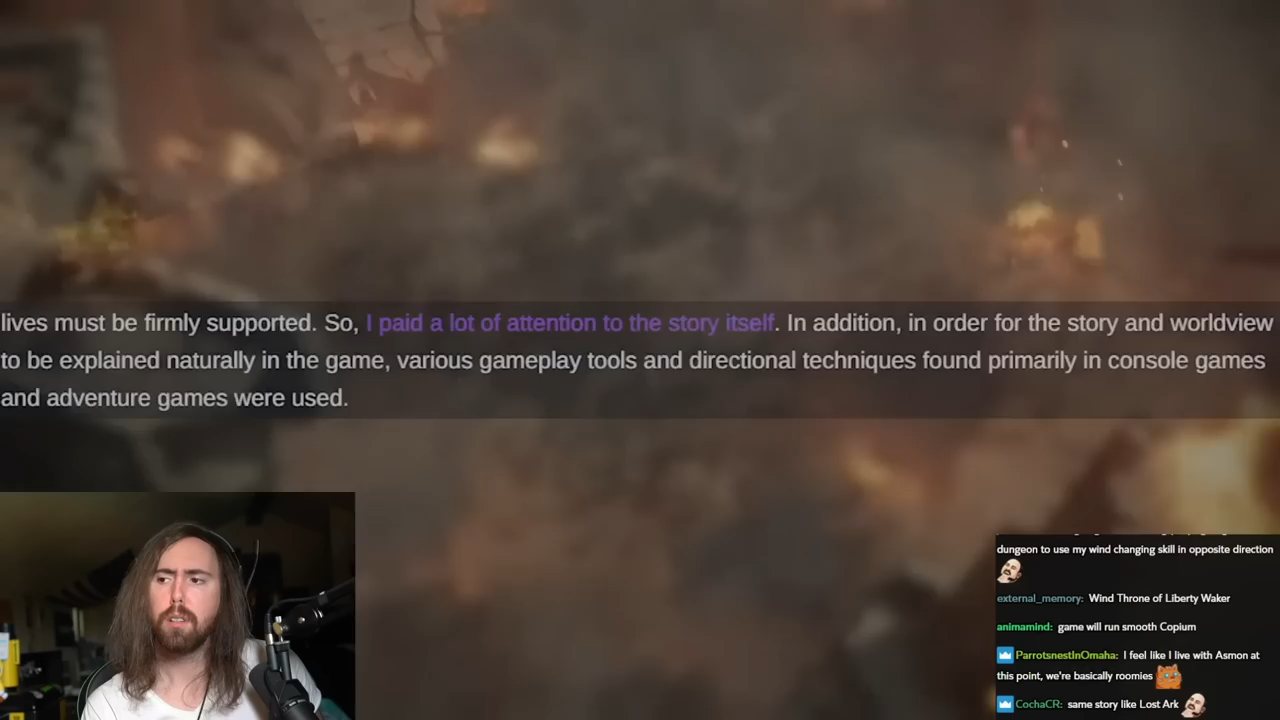 lives must be firmly supported. So, I paid a lot of attention to the story itself. In addition, in order for the story and worldview
to be explained naturally in the game, various gameplay tools and directional techniques found primarily in console games
and adventure games were used.
dungeon to use my wind changing skill in opposite direction
external_memory: Wind Throne of Liberty Waker
animamind: game will run smooth Copium
ParrotsnestInOmaha: I feel like I live with Asmon at
this point, we're basically roomies
CochaCR: same story like Lost Ark